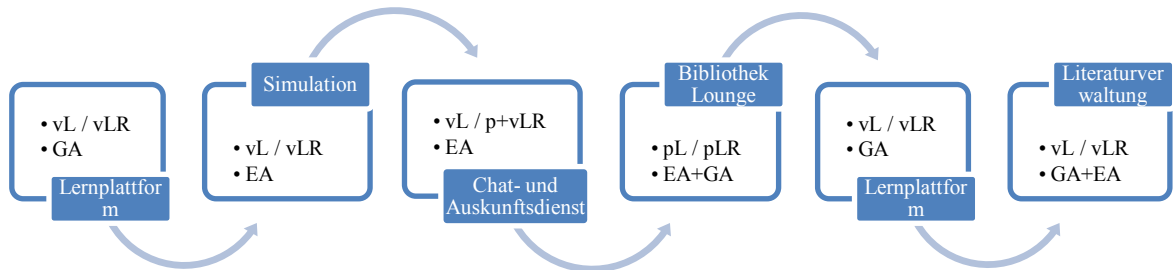 • vL / vLR
• GA
Lernplattfor
m
Simulation
• vL / vLR
• EA
• vL / p+vLR
• EA
Chat- und
Auskunftsdienst
Bibliothek
Lounge
• pL / pLR
• EA+GA
• vL / vLR
• GA
Lernplattfor
m
Literaturver
waltung
• vL / vLR
• GA+EA